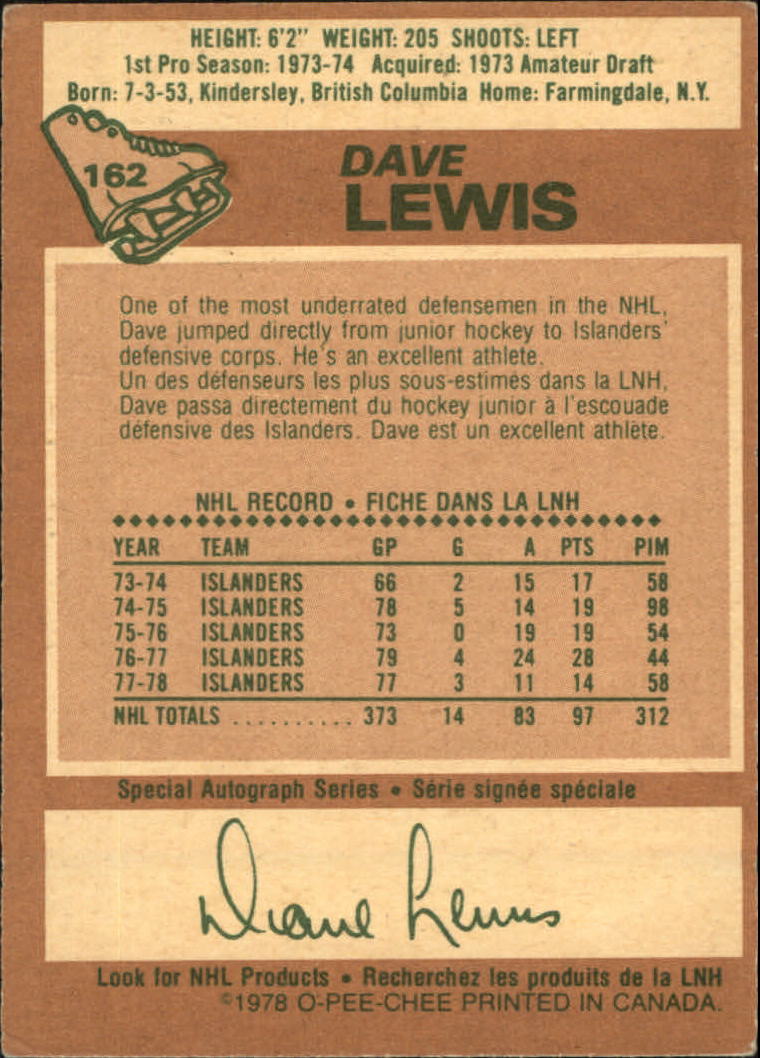 HEIGHT: 6'2" WEIGHT: 205 SHOOTS: LEFT
1st Pro Season: 1973-74 Acquired: 1973 Amateur Draft
Born: 7-3-53, Kindersley, British Columbia Home: Farmingdale, N.Y.
162
DAVE
LEWIS
One of the most underrated defensemen in the NHL,
Dave jumped directly from junior hockey to Islanders'
defensive corps. He's an excellent athlete.
Un des défenseurs les plus sous-estimés dans la LNH,
Dave passa directement du hockey junior à l'escouade
défensive des Islanders. Dave est un excellent athlète.
NHL RECORD • FICHE DANS LA LNH
YEAR TEAM GP G A PTS PIM
73-74 ISLANDERS 66 2 15 17 58
74-75 ISLANDERS 78 5 14 19 98
75-76 ISLANDERS 73 0 19 19 54
76-77 ISLANDERS 79 4 24 28 44
77-78 ISLANDERS 77 3 11 14 58
NHL TOTALS .......... 373 14 83 97 312
Special Autograph Series • Série signée spéciale
Dave Lewis
Look for NHL Products • Recherchez les produits de la LNH
©1978 O-PEE-CHEE PRINTED IN CANADA.